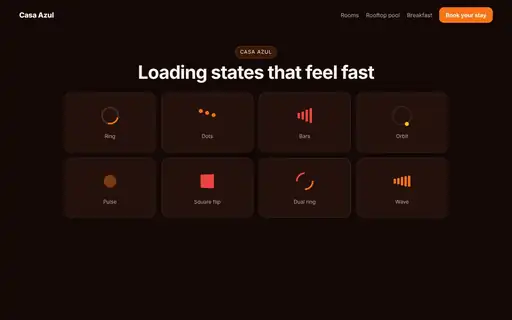 Casa Azul
Rooms
Rooftop pool
Breakfast
Book your stay
CASA AZUL
Loading states that feel fast
Ring
Dots
Bars
Orbit
Pulse
Square flip
Dual ring
Wave